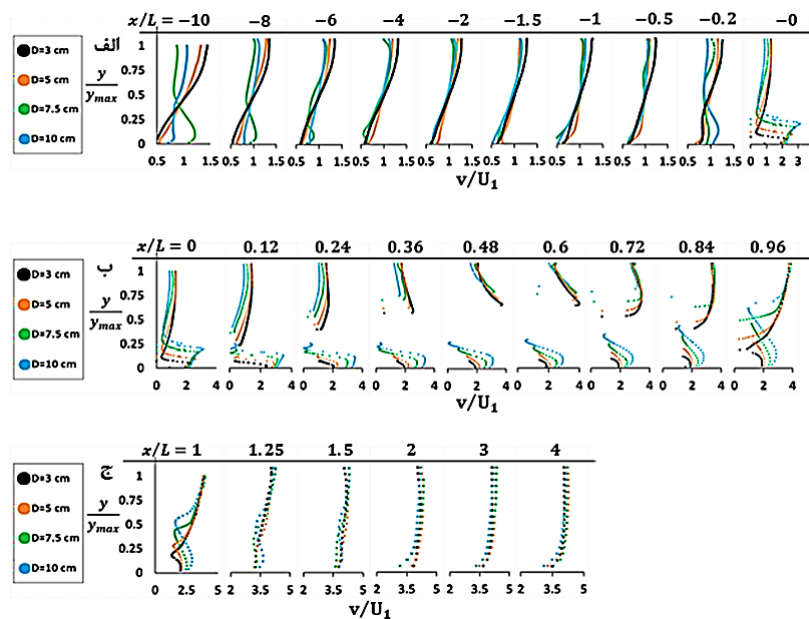 x/L = −10 −8 −6 −4 −2 −1.5 −1 −0.5 −0.2 −0
الف
D=3 cm
D=5 cm
D=7.5 cm
D=10 cm
y/y_max
1
0.75
0.5
0.25
0
0.5 1 1.5 0.5 1 1.5 0.5 1 1.5 0.5 1 1.5 0.5 1 1.5 0.5 1 1.5 0.5 1 1.5 0.5 1 1.5 0.2 1 1.5 0 1 2 3
v/U₁
x/L = 0 0.12 0.24 0.36 0.48 0.6 0.72 0.84 0.96
ب
D=3 cm
D=5 cm
D=7.5 cm
D=10 cm
y/y_max
1
0.75
0.50
0.25
0
0 2 4 0 2 4 0 2 4 0 2 4 0 2 4 0 2 4 0 2 4 0 2 4 0 2 4
v/U₁
x/L = 1 1.25 1.5 2 3 4
ج
D=3 cm
D=5 cm
D=7.5 cm
D=10 cm
y/y_max
1
0.75
0.5
0.25
0
2.5 5 2 3.5 5 2 3.5 5 2 3.5 5 2 3.5 5 2 3.5 5
v/U₁